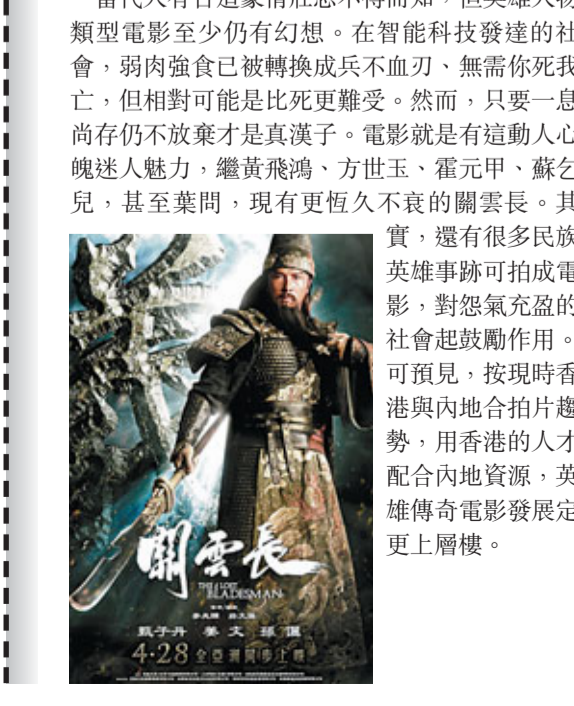 當代人有否這豪情壯志不得而知，但英雄人物
類型電影至少仍有幻想。在智能科技發達的社
會，弱肉強食已被轉換成兵不血刃、無需你死我
亡，但相對可能是比死更難受。然而，只要一息
尚存仍不放棄才是真漢子。電影就是有這動人心
魄迷人魅力，繼黃飛鴻、方世玉、霍元甲、蘇乞
兒，甚至葉問，現有更恆久不衰的關雲長。其
實，還有很多民族
英雄事跡可拍成電
影，對怨氣充盈的
社會起鼓勵作用。
可預見，按現時香
港與內地合拍片趨
勢，用香港的人才
配合內地資源，英
雄傳奇電影發展定
更上層樓。
關雲長
THE LOST
BLADESMAN
甄子丹 姜文 孫儷
4·28 全亞洲同步上映